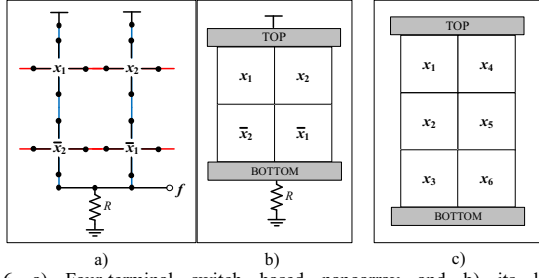 TOP
TOP
x₁ x₂
x₁ x₂
x₁ x₄
x̅₂ x̅₁
x̅₂ x̅₁
x₂ x₅
BOTTOM
f
R
R
x₃ x₆
BOTTOM
a) b) c)
a) Four-terminal switch based nanoarray and b) its